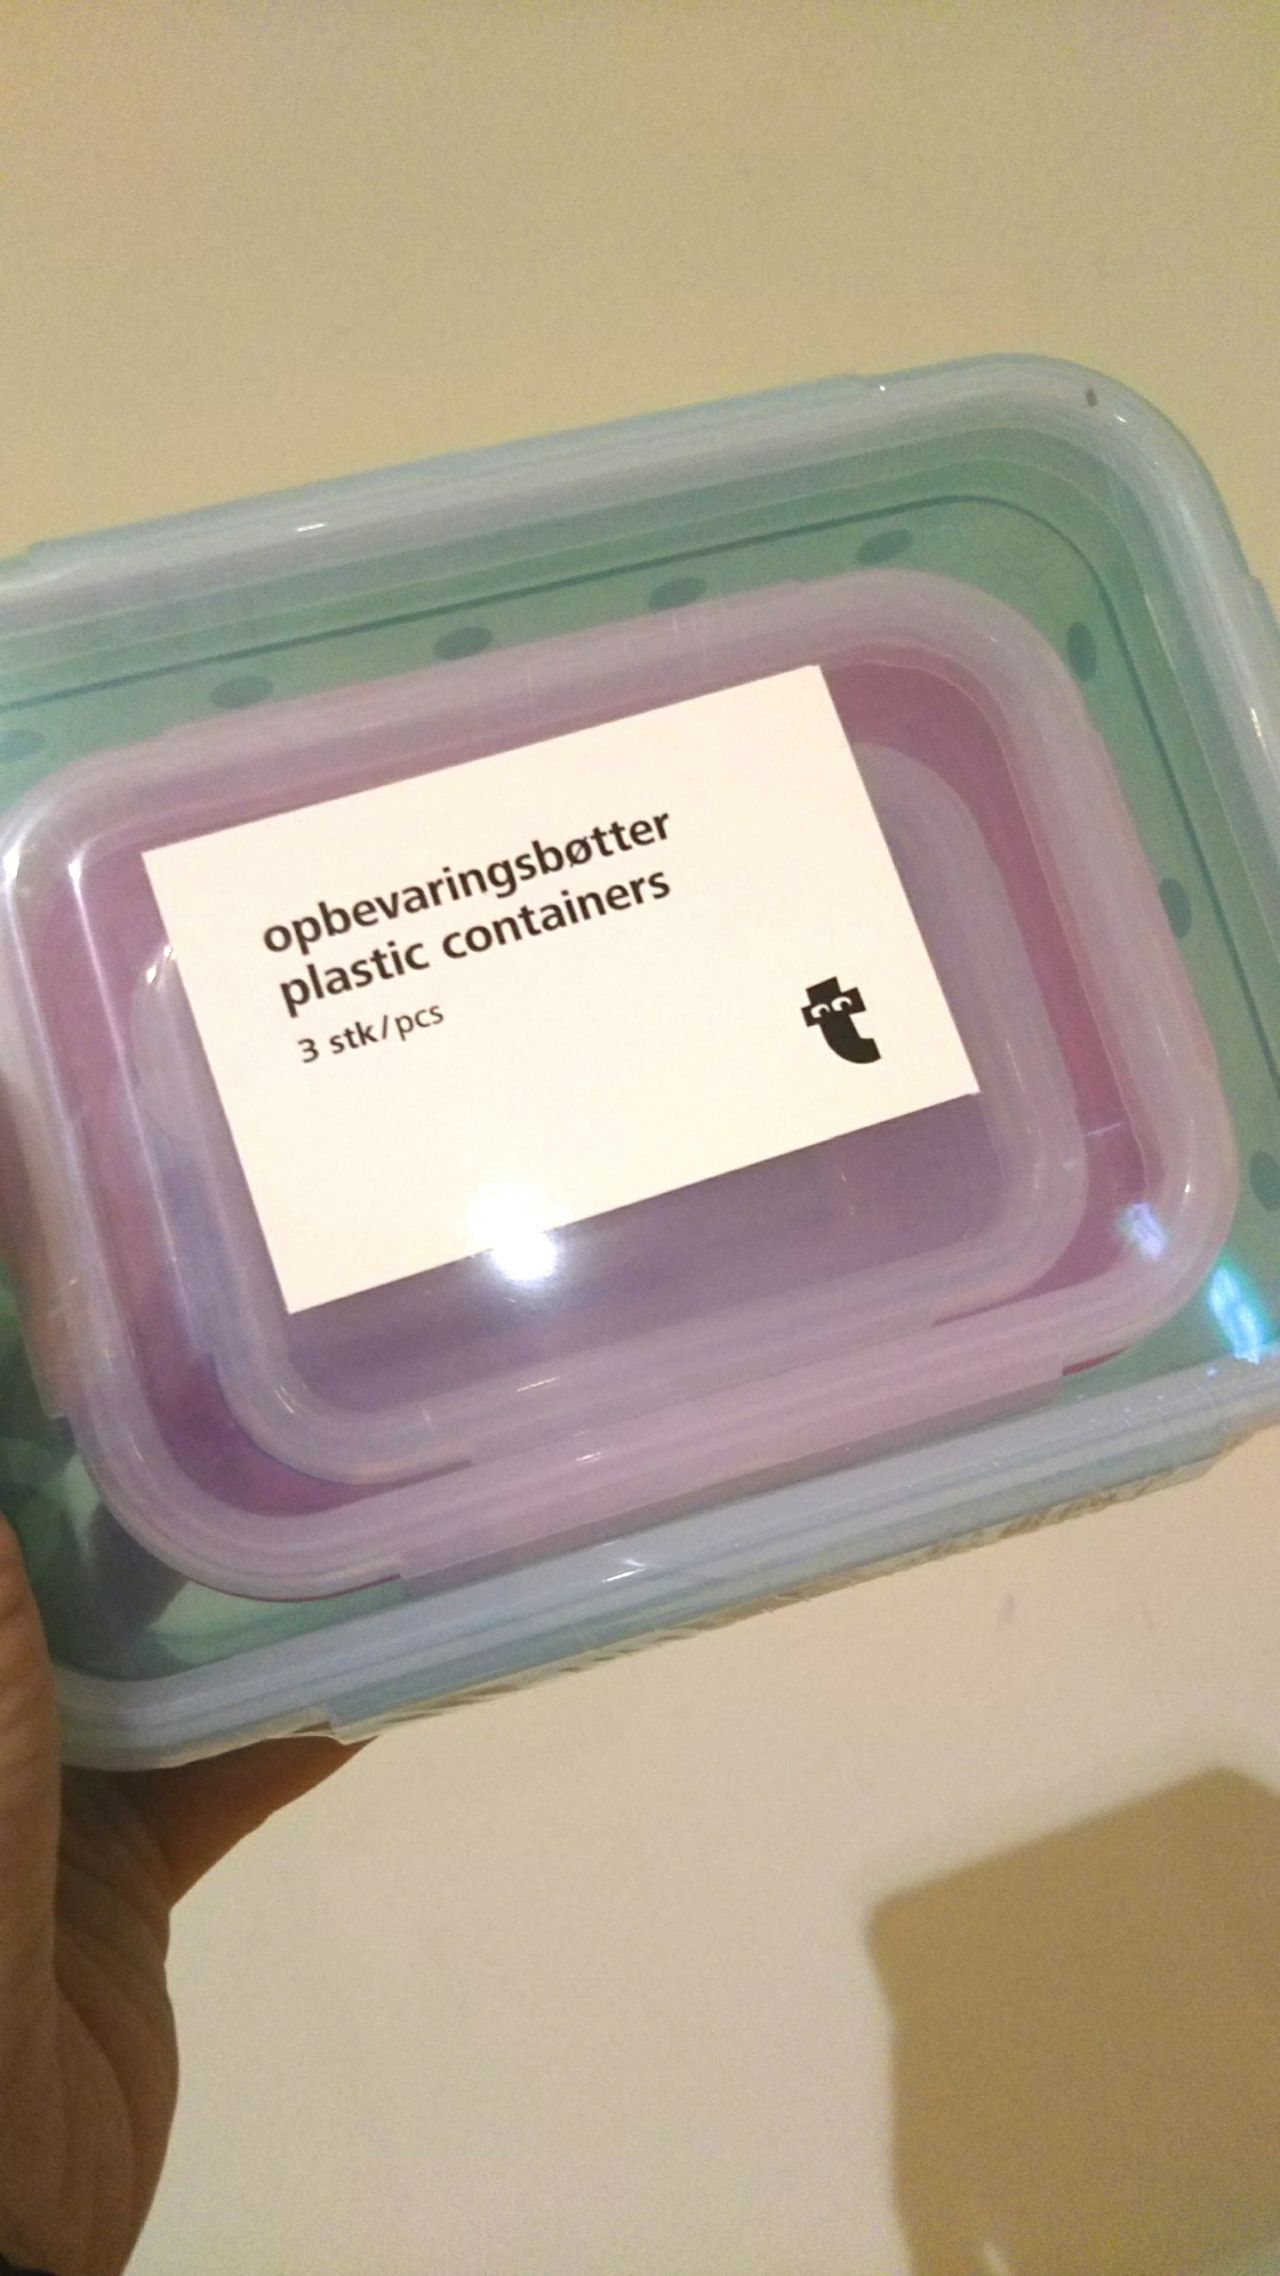 opbevaringsbøtter
plastic containers
3 stk/pcs